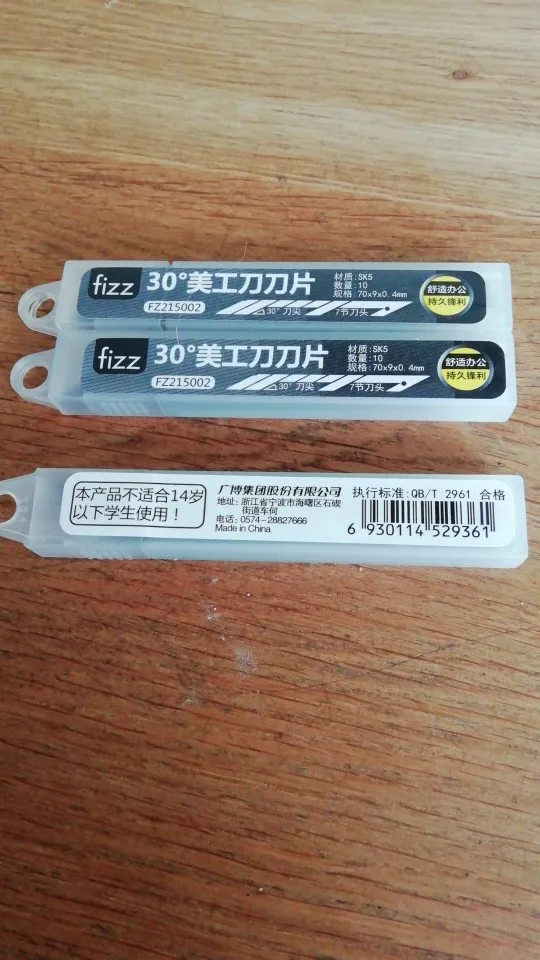 fizz
30°美工刀刀片
FZ215002
材质:SK5
数量:10
规格:70×9×0.4mm
30° 刀尖
7节刀头
舒适办公
持久锋利
fizz
30°美工刀刀片
FZ215002
材质:SK5
数量:10
规格:70×9×0.4mm
30° 刀尖
7节刀头
舒适办公
持久锋利
本产品不适合14岁
以下学生使用！
广博集团股份有限公司
地址: 浙江省宁波市海曙区石碶
街道车何
电话: 0574-28827666
Made in China
执行标准:QB/T 2961 合格
6 930114 529361